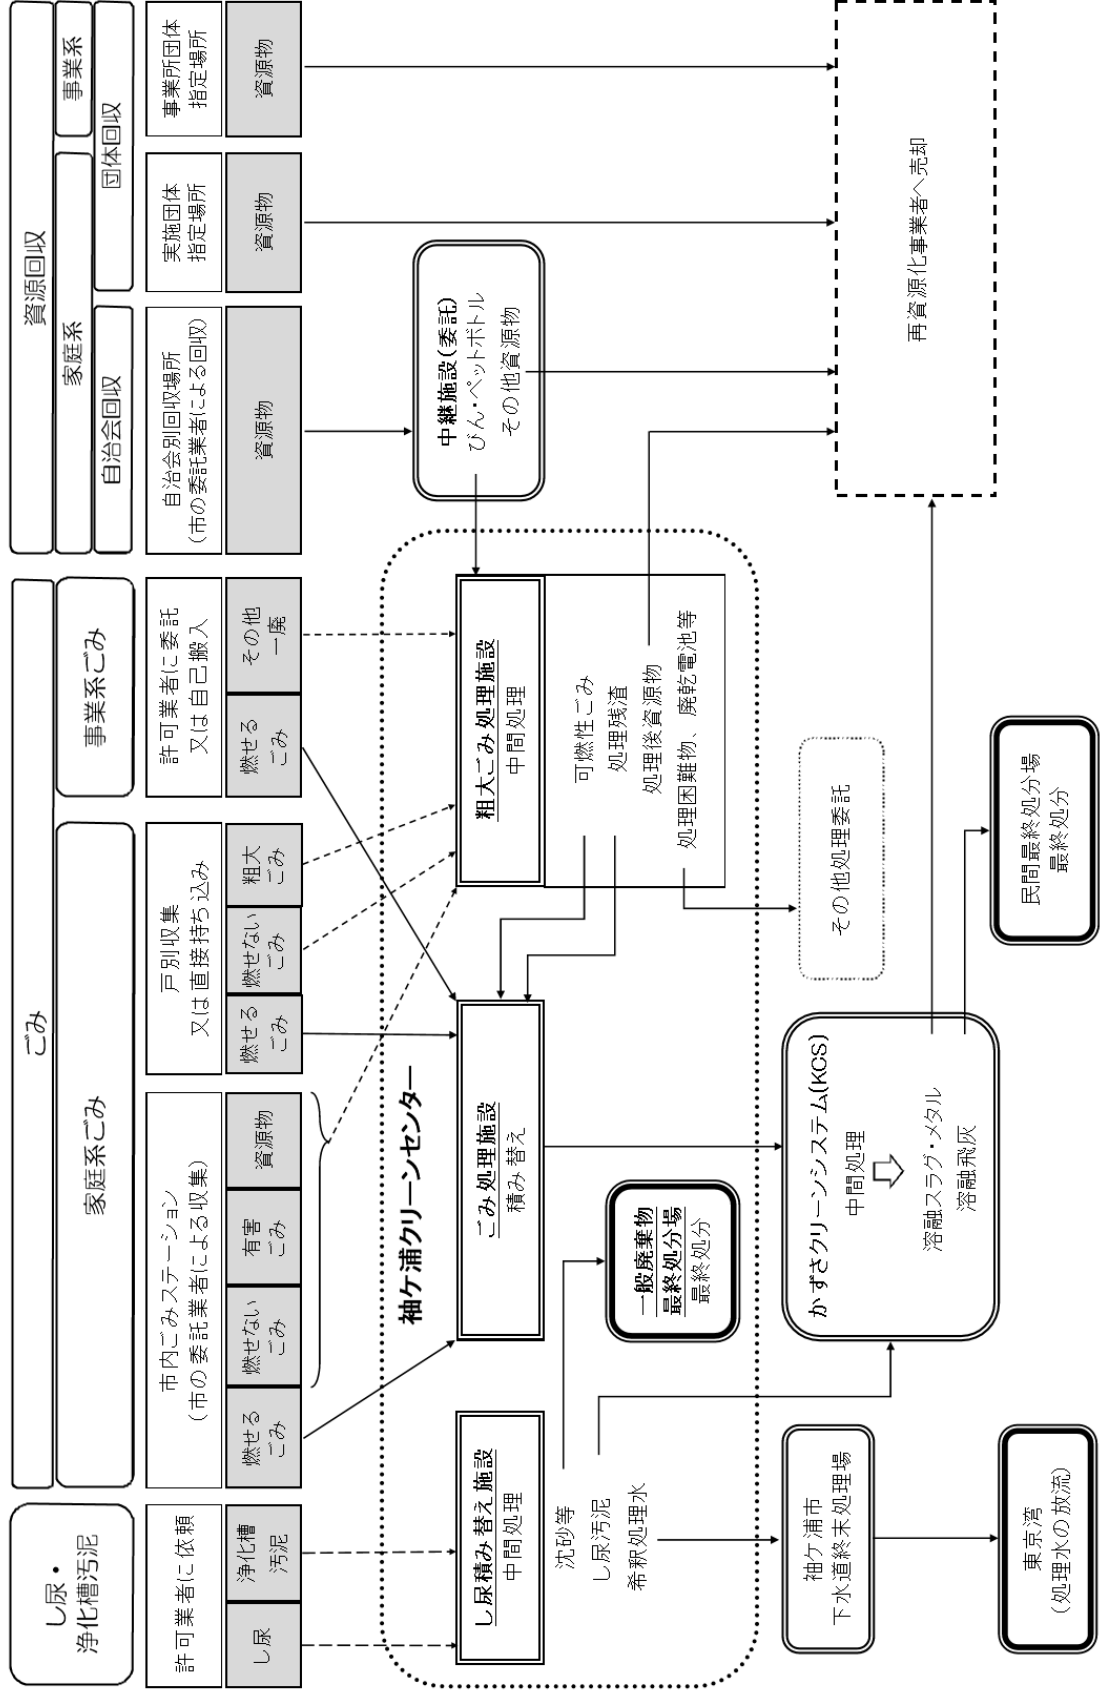 し尿・
浄化槽汚泥
ごみ
資源回収
家庭系ごみ
事業系ごみ
家庭系
事業系
自治会回収
団体回収
許可業者に依頼
市内ごみステーション
(市の委託業者による収集)
戸別収集
又は直接持ち込み
許可業者に委託
又は自己搬入
自治会別回収場所
(市の委託業者による回収)
実施団体
指定場所
事業所団体
指定場所
し尿
浄化槽
汚泥
燃せる
ごみ
燃せない
ごみ
有害
ごみ
資源物
燃せる
ごみ
燃せない
ごみ
粗大
ごみ
燃せる
ごみ
その他
一廃
資源物
資源物
資源物
袖ケ浦クリーンセンター
し尿積み替え施設
中間処理
沈砂等
し尿汚泥
希釈処理水
ごみ処理施設
積み替え
粗大ごみ処理施設
中間処理
可燃性ごみ
処理残渣
処理後資源物
処理困難物、廃乾電池等
中継施設(委託)
びん・ペットボトル
その他資源物
一般廃棄物
最終処分場
最終処分
袖ケ浦市
下水道終末処理場
かずさクリーンシステム(KCS)
中間処理
溶融スラグ・メタル
溶融飛灰
その他処理委託
再資源化事業者へ売却
東京湾
(処理水の放流)
民間最終処分場
最終処分